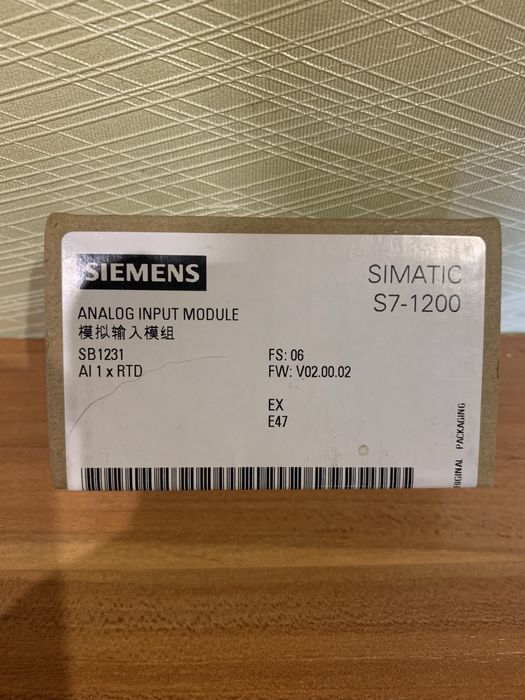 SIEMENS
SIMATIC
S7-1200
ANALOG INPUT MODULE
模拟输入模组
SB1231
AI 1 x RTD
FS: 06
FW: V02.00.02
EX
E47
PACKAGING